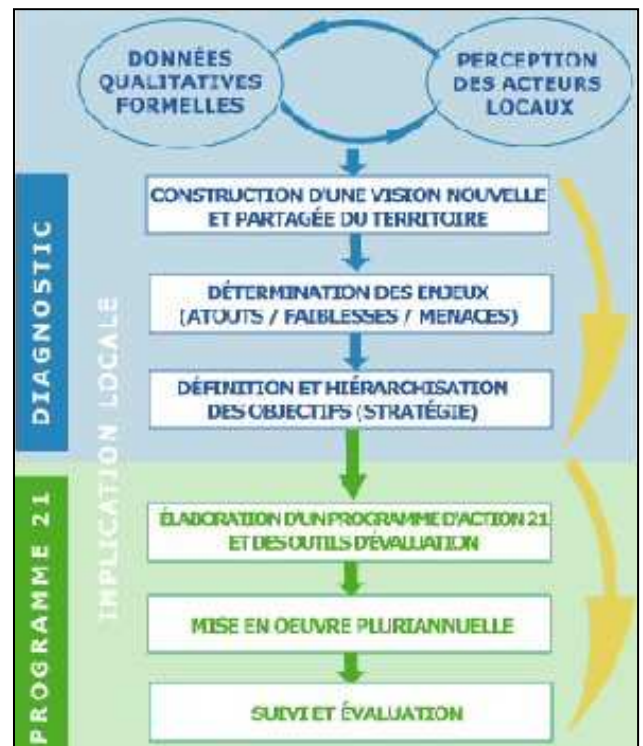 DONNÉES
QUALITATIVES
FORMELLES
PERCEPTION
DES ACTEURS
LOCAUX
DIAGNOSTIC
IMPLICATION LOCALE
CONSTRUCTION D'UNE VISION NOUVELLE
ET PARTAGÉE DU TERRITOIRE
DÉTERMINATION DES ENJEUX
(ATOUTS / FAIBLESSES / MENACES)
DÉFINITION ET HIÉRARCHISATION
DES OBJECTIFS (STRATÉGIE)
PROGRAMME 21
ÉLABORATION D'UN PROGRAMME D'ACTION 21
ET DES OUTILS D'ÉVALUATION
MISE EN OEUVRE PLURIANNUELLE
SUIVI ET ÉVALUATION